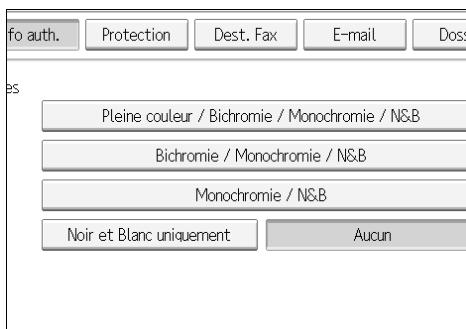 fo auth. Protection Dest. Fax E-mail Doss
es
Pleine couleur / Bichromie / Monochromie / N&B
Bichromie / Monochromie / N&B
Monochromie / N&B
Noir et Blanc uniquement Aucun